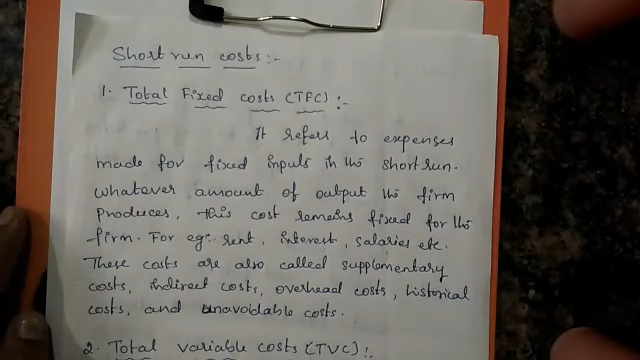 Short run costs:-
1. Total Fixed costs (TFC):-
It refers to expenses
made for fixed inputs in the short run.
whatever amount of output the firm
produces, this cost remains fixed for the
firm. For eg:- rent, interest, salaries etc.
These costs are also called supplementary
costs, indirect costs, overhead costs, historical
costs, and unavoidable costs.
2. Total variable costs (TVC):-